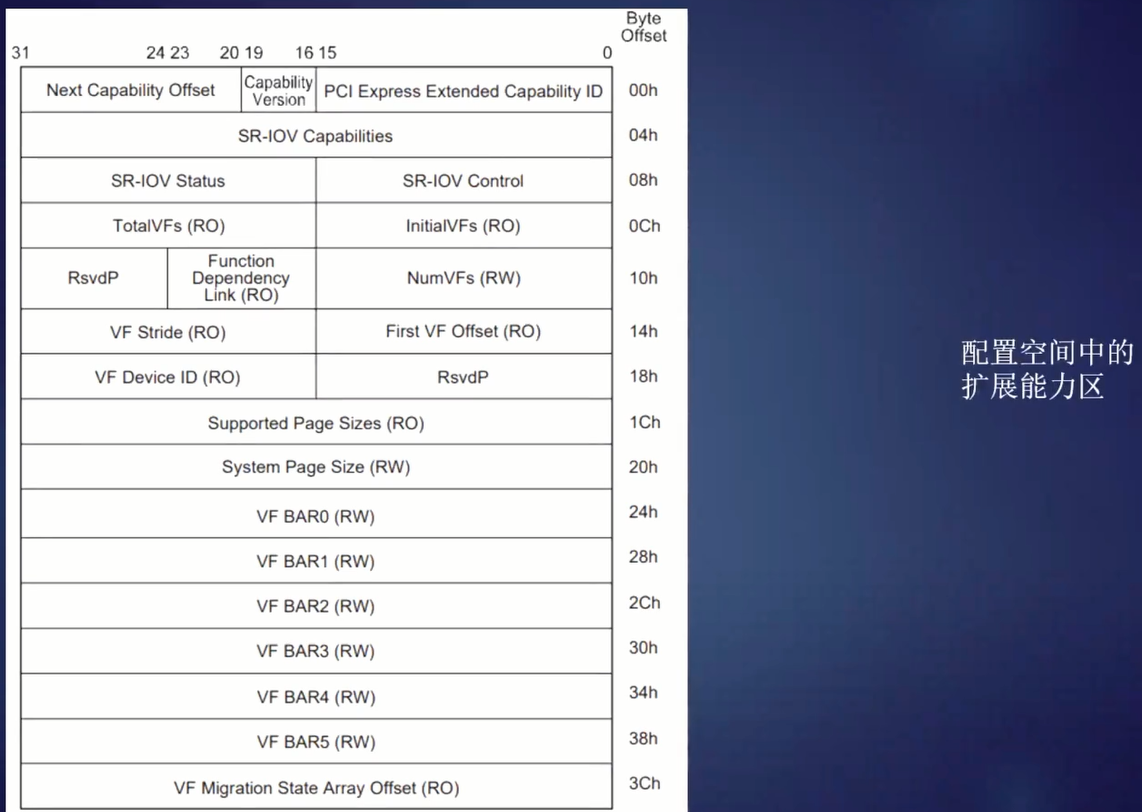 Byte
Offset
31 24 23 20 19 16 15 0
Next Capability Offset
Capability
Version
PCI Express Extended Capability ID
00h
SR-IOV Capabilities
04h
SR-IOV Status
SR-IOV Control
08h
TotalVFs (RO)
InitialVFs (RO)
0Ch
RsvdP
Function
Dependency
Link (RO)
NumVFs (RW)
10h
VF Stride (RO)
First VF Offset (RO)
14h
VF Device ID (RO)
RsvdP
18h
Supported Page Sizes (RO)
1Ch
System Page Size (RW)
20h
VF BAR0 (RW)
24h
VF BAR1 (RW)
28h
VF BAR2 (RW)
2Ch
VF BAR3 (RW)
30h
VF BAR4 (RW)
34h
VF BAR5 (RW)
38h
VF Migration State Array Offset (RO)
3Ch
配置空间中的
扩展能力区